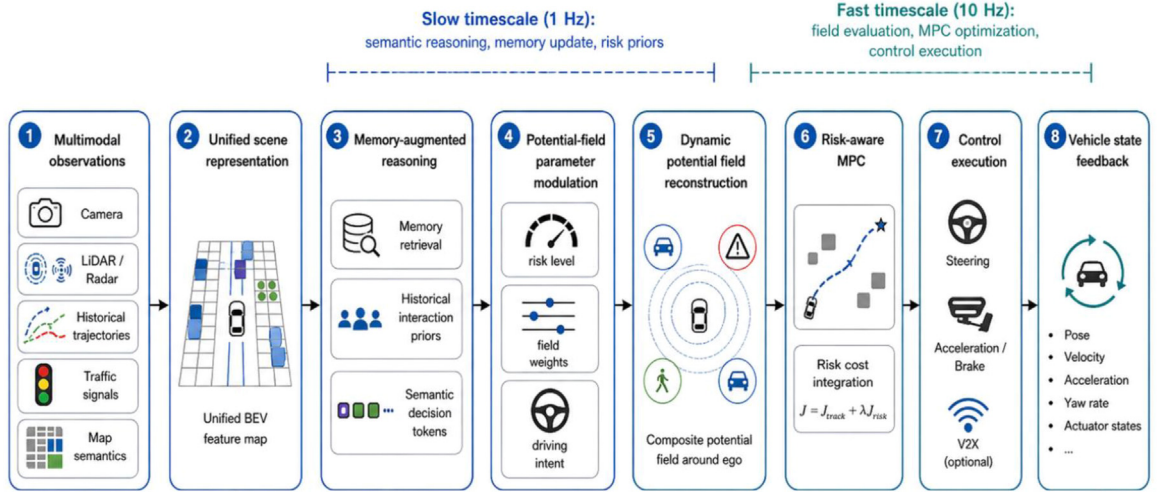 Slow timescale (1 Hz):
semantic reasoning, memory update, risk priors
Fast timescale (10 Hz):
field evaluation, MPC optimization,
control execution
1
Multimodal
observations
Camera
LiDAR /
Radar
Historical
trajectories
Traffic
signals
Map
semantics
2
Unified scene
representation
Unified BEV
feature map
3
Memory-augmented
reasoning
Memory
retrieval
Historical
interaction
priors
Semantic
decision
tokens
4
Potential-field
parameter
modulation
risk level
field
weights
driving
intent
5
Dynamic
potential field
reconstruction
Composite potential
field around ego
6
Risk-aware
MPC
Risk cost
integration
J = J_track + λJ_risk
7
Control
execution
Steering
Acceleration /
Brake
V2X
(optional)
8
Vehicle state
feedback
• Pose
• Velocity
• Acceleration
• Yaw rate
• Actuator states
• ...